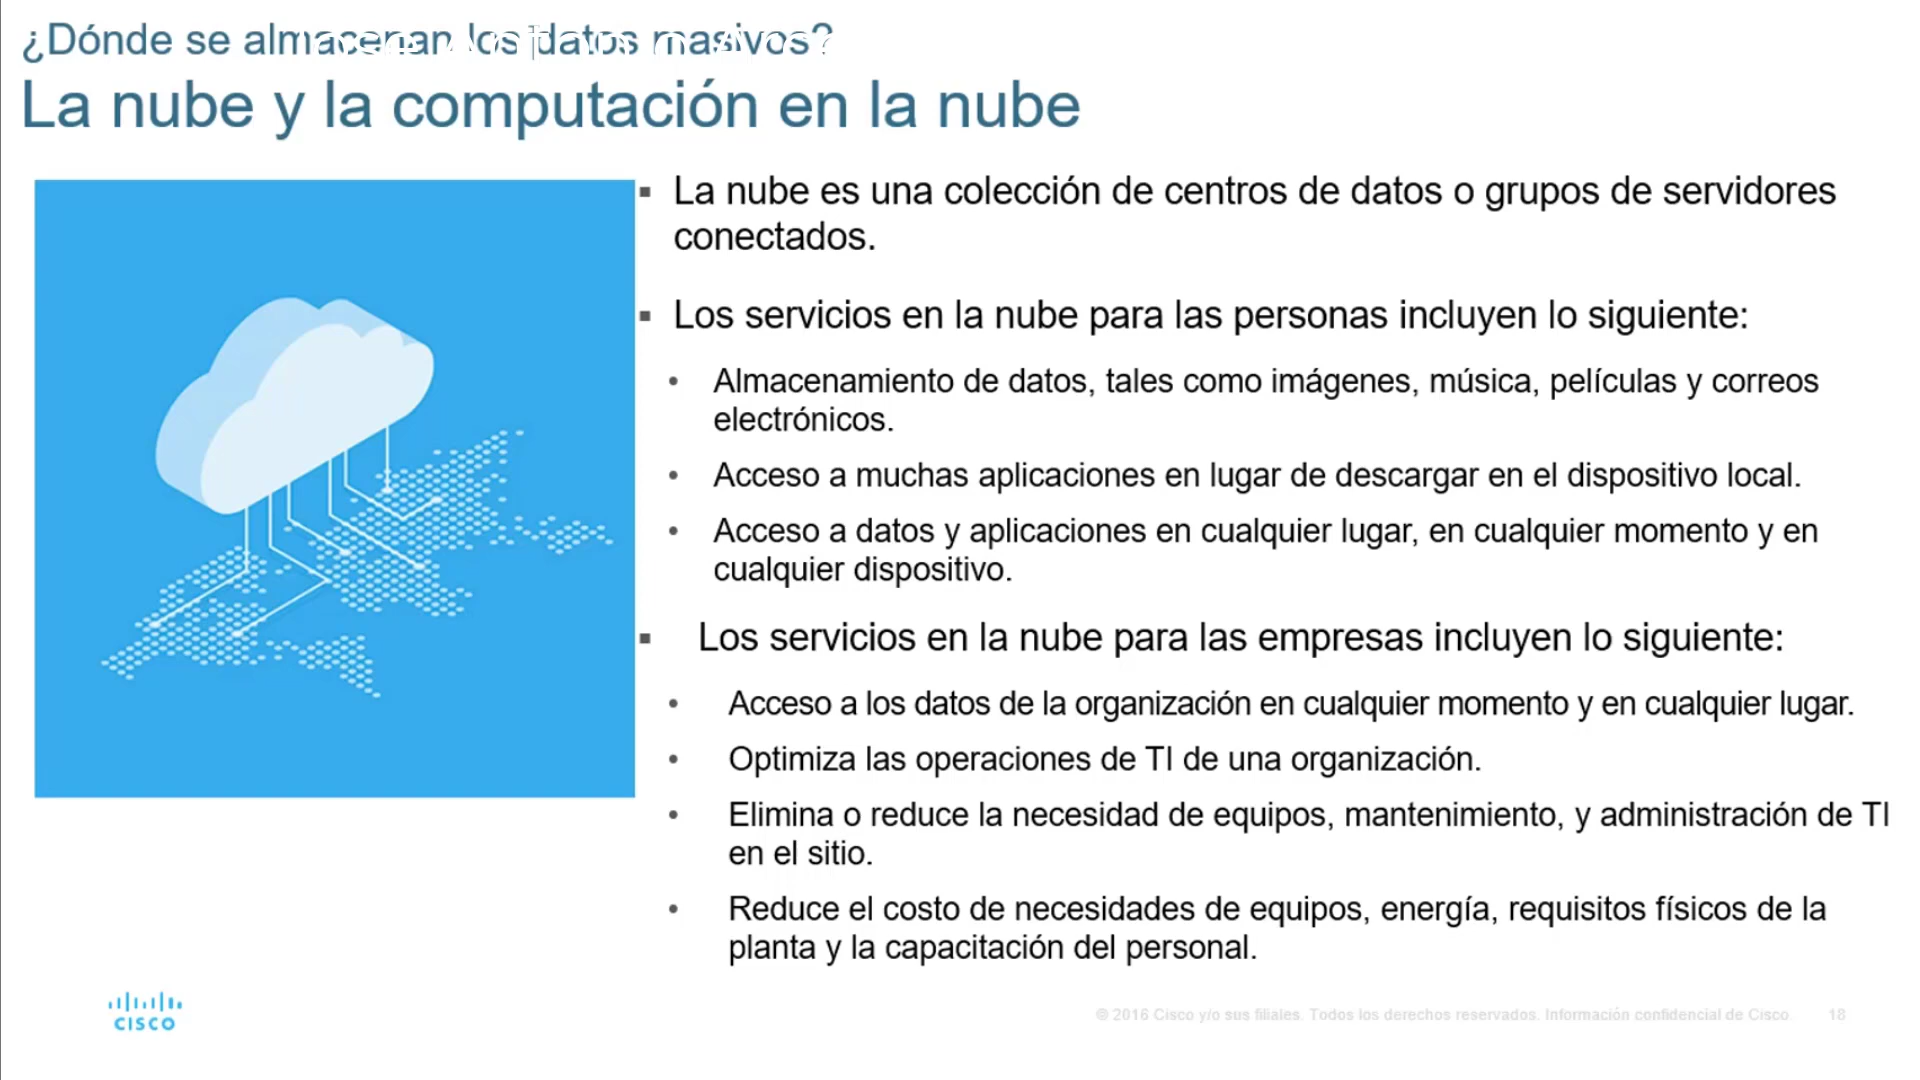 ¿Dónde se almacenan los datos masivos?
La nube y la computación en la nube
▪ La nube es una colección de centros de datos o grupos de servidores
conectados.
▪ Los servicios en la nube para las personas incluyen lo siguiente:
• Almacenamiento de datos, tales como imágenes, música, películas y correos
electrónicos.
• Acceso a muchas aplicaciones en lugar de descargar en el dispositivo local.
• Acceso a datos y aplicaciones en cualquier lugar, en cualquier momento y en
cualquier dispositivo.
▪ Los servicios en la nube para las empresas incluyen lo siguiente:
• Acceso a los datos de la organización en cualquier momento y en cualquier lugar.
• Optimiza las operaciones de TI de una organización.
• Elimina o reduce la necesidad de equipos, mantenimiento, y administración de TI
en el sitio.
• Reduce el costo de necesidades de equipos, energía, requisitos físicos de la
planta y la capacitación del personal.
CISCO
© 2016 Cisco y/o sus filiales. Todos los derechos reservados. Información confidencial de Cisco. 18